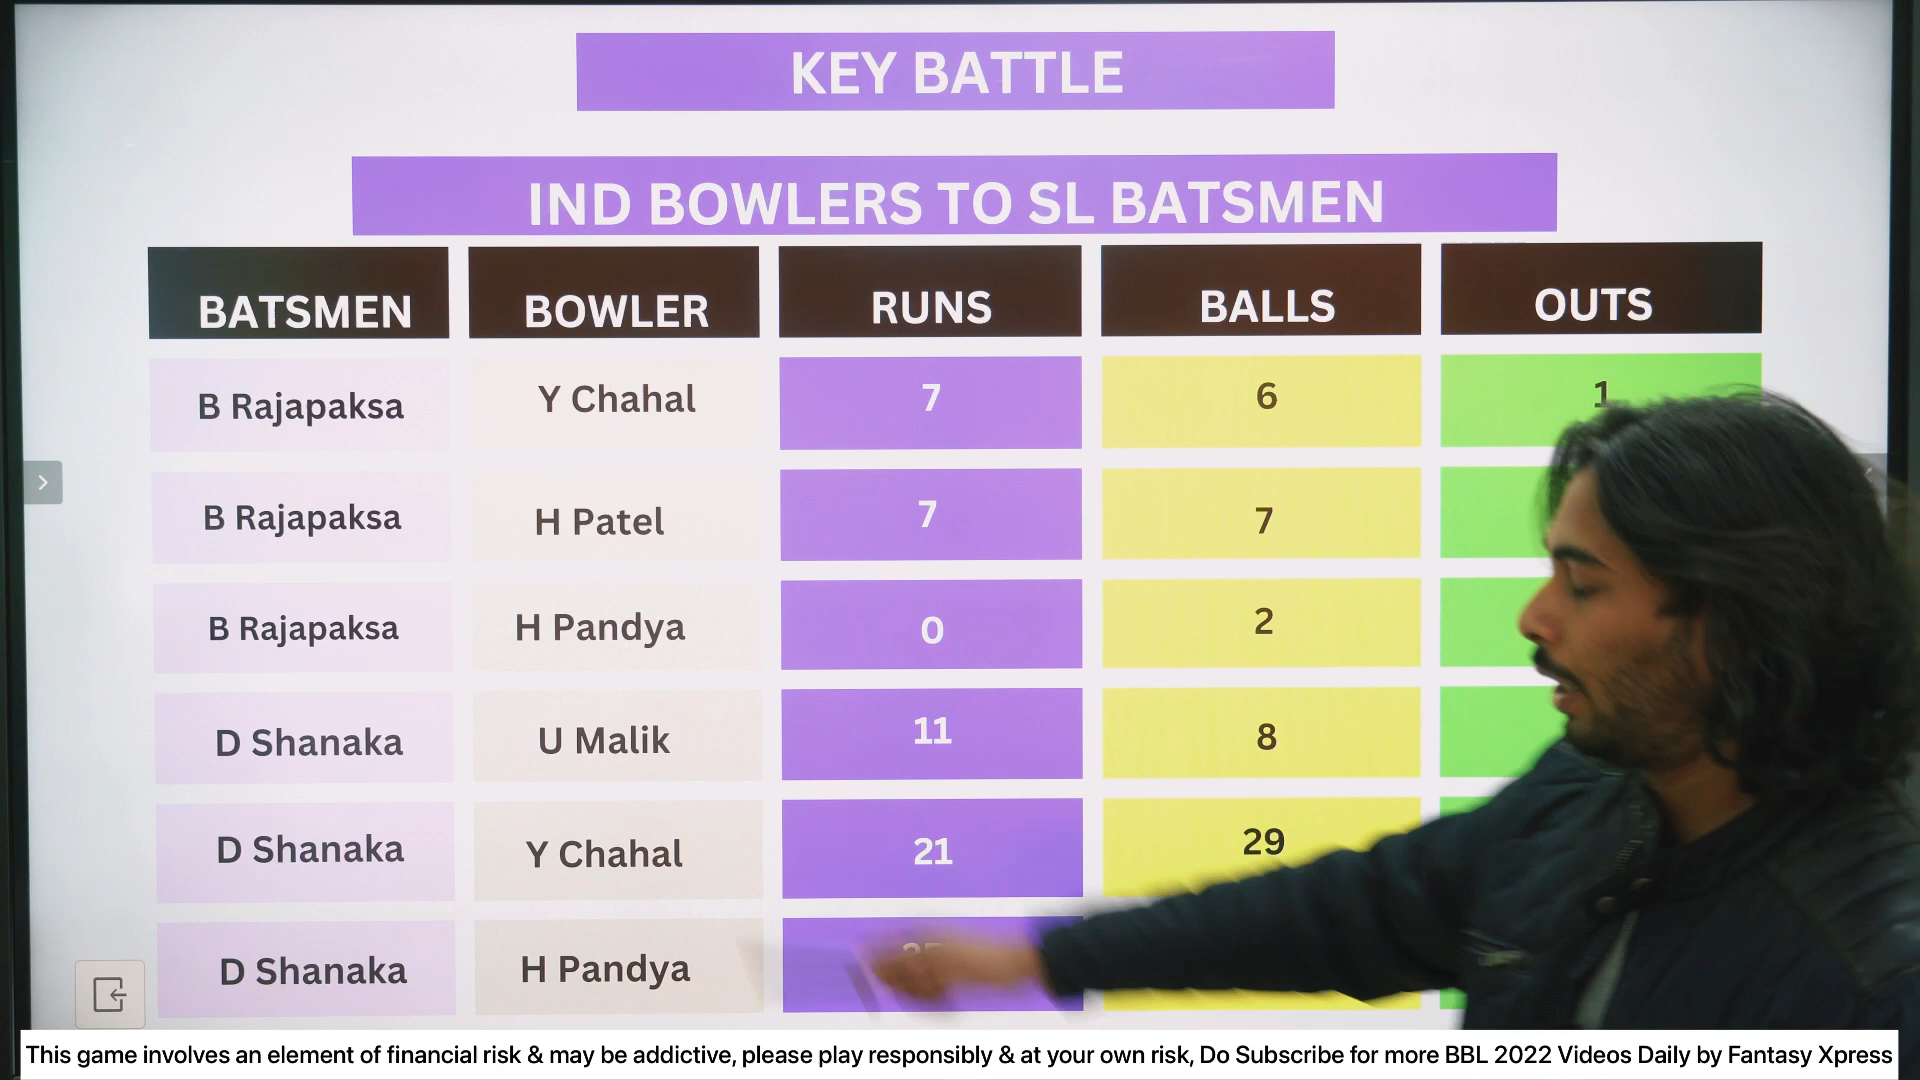 KEY BATTLE
IND BOWLERS TO SL BATSMEN
BATSMEN BOWLER RUNS BALLS OUTS
B Rajapaksa Y Chahal 7 6 1
B Rajapaksa H Patel 7 7
B Rajapaksa H Pandya 0 2
D Shanaka U Malik 11 8
D Shanaka Y Chahal 21 29
D Shanaka H Pandya
This game involves an element of financial risk & may be addictive, please play responsibly & at your own risk, Do Subscribe for more BBL 2022 Videos Daily by Fantasy Xpress